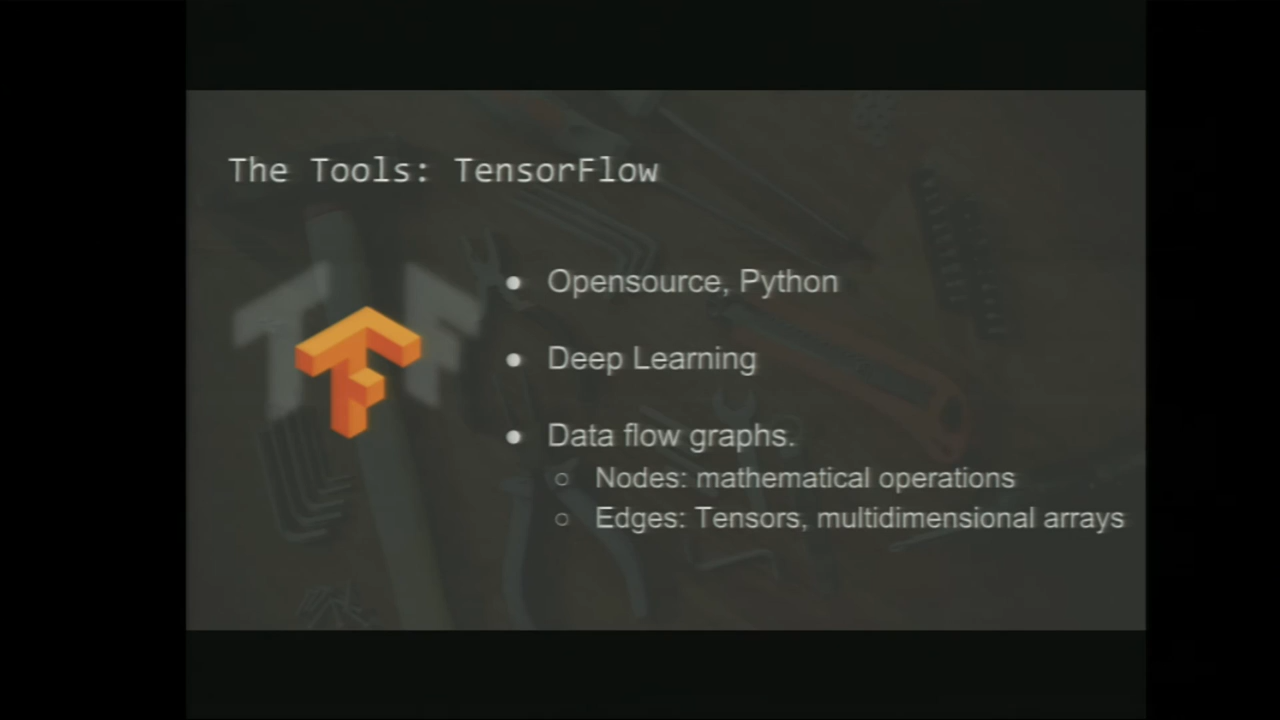 The Tools: TensorFlow
● Opensource, Python
● Deep Learning
● Data flow graphs.
○ Nodes: mathematical operations
○ Edges: Tensors, multidimensional arrays